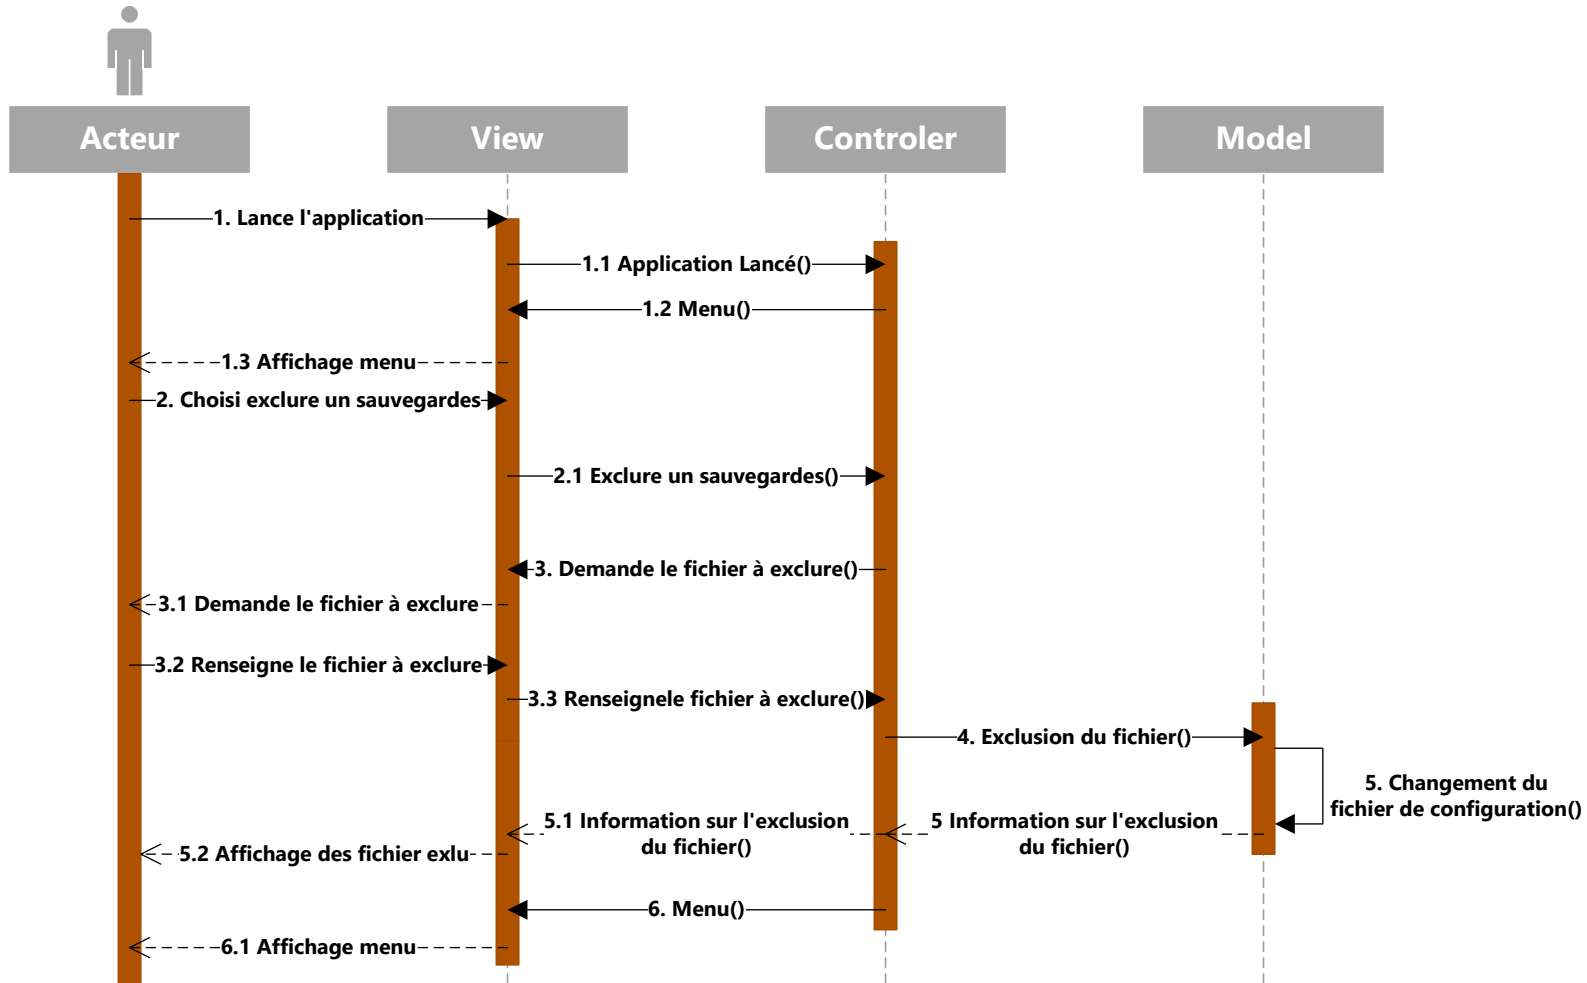 Acteur
View
Controler
Model
1. Lance l'application
1.1 Application Lancé()
1.2 Menu()
1.3 Affichage menu
2. Choisi exclure un sauvegardes
2.1 Exclure un sauvegardes()
3. Demande le fichier à exclure()
3.1 Demande le fichier à exclure
3.2 Renseigne le fichier à exclure
3.3 Renseignele fichier à exclure()
4. Exclusion du fichier()
5. Changement du
fichier de configuration()
5 Information sur l'exclusion
du fichier()
5.1 Information sur l'exclusion
du fichier()
5.2 Affichage des fichier exlu
6. Menu()
6.1 Affichage menu